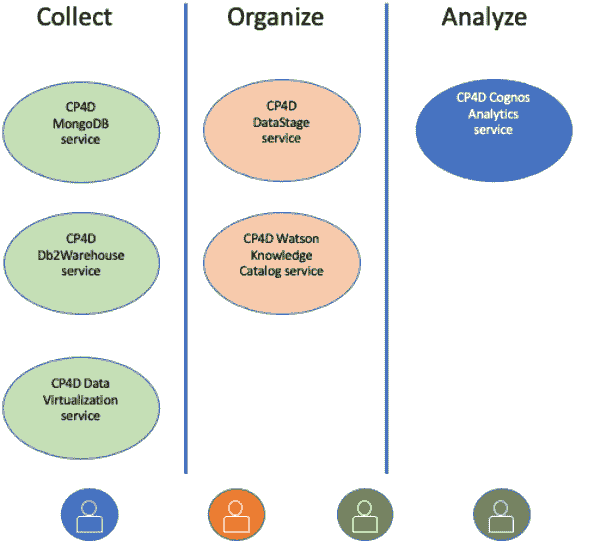 Collect
Organize
Analyze
CP4D
MongoDB
service
CP4D
DataStage
service
CP4D Cognos
Analytics
service
CP4D
Db2Warehouse
service
CP4D Watson
Knowledge
Catalog service
CP4D Data
Virtualization
service